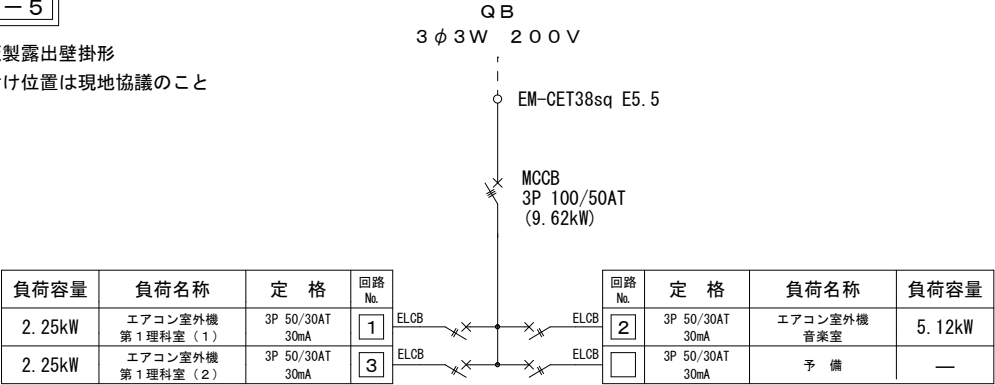 －５
QB
3φ3W 200V
製露出壁掛形
け位置は現地協議のこと
EM-CET38sq E5.5
MCCB
3P 100/50AT
(9.62kW)
負荷容量 負荷名称 定 格 回路No.
2.25kW エアコン室外機 第1理科室（1） 3P 50/30AT 30mA 1 ELCB
2.25kW エアコン室外機 第1理科室（2） 3P 50/30AT 30mA 3 ELCB
回路No. 定 格 負荷名称 負荷容量
ELCB 2 3P 50/30AT 30mA エアコン室外機 音楽室 5.12kW
ELCB 3P 50/30AT 30mA 予 備 ―